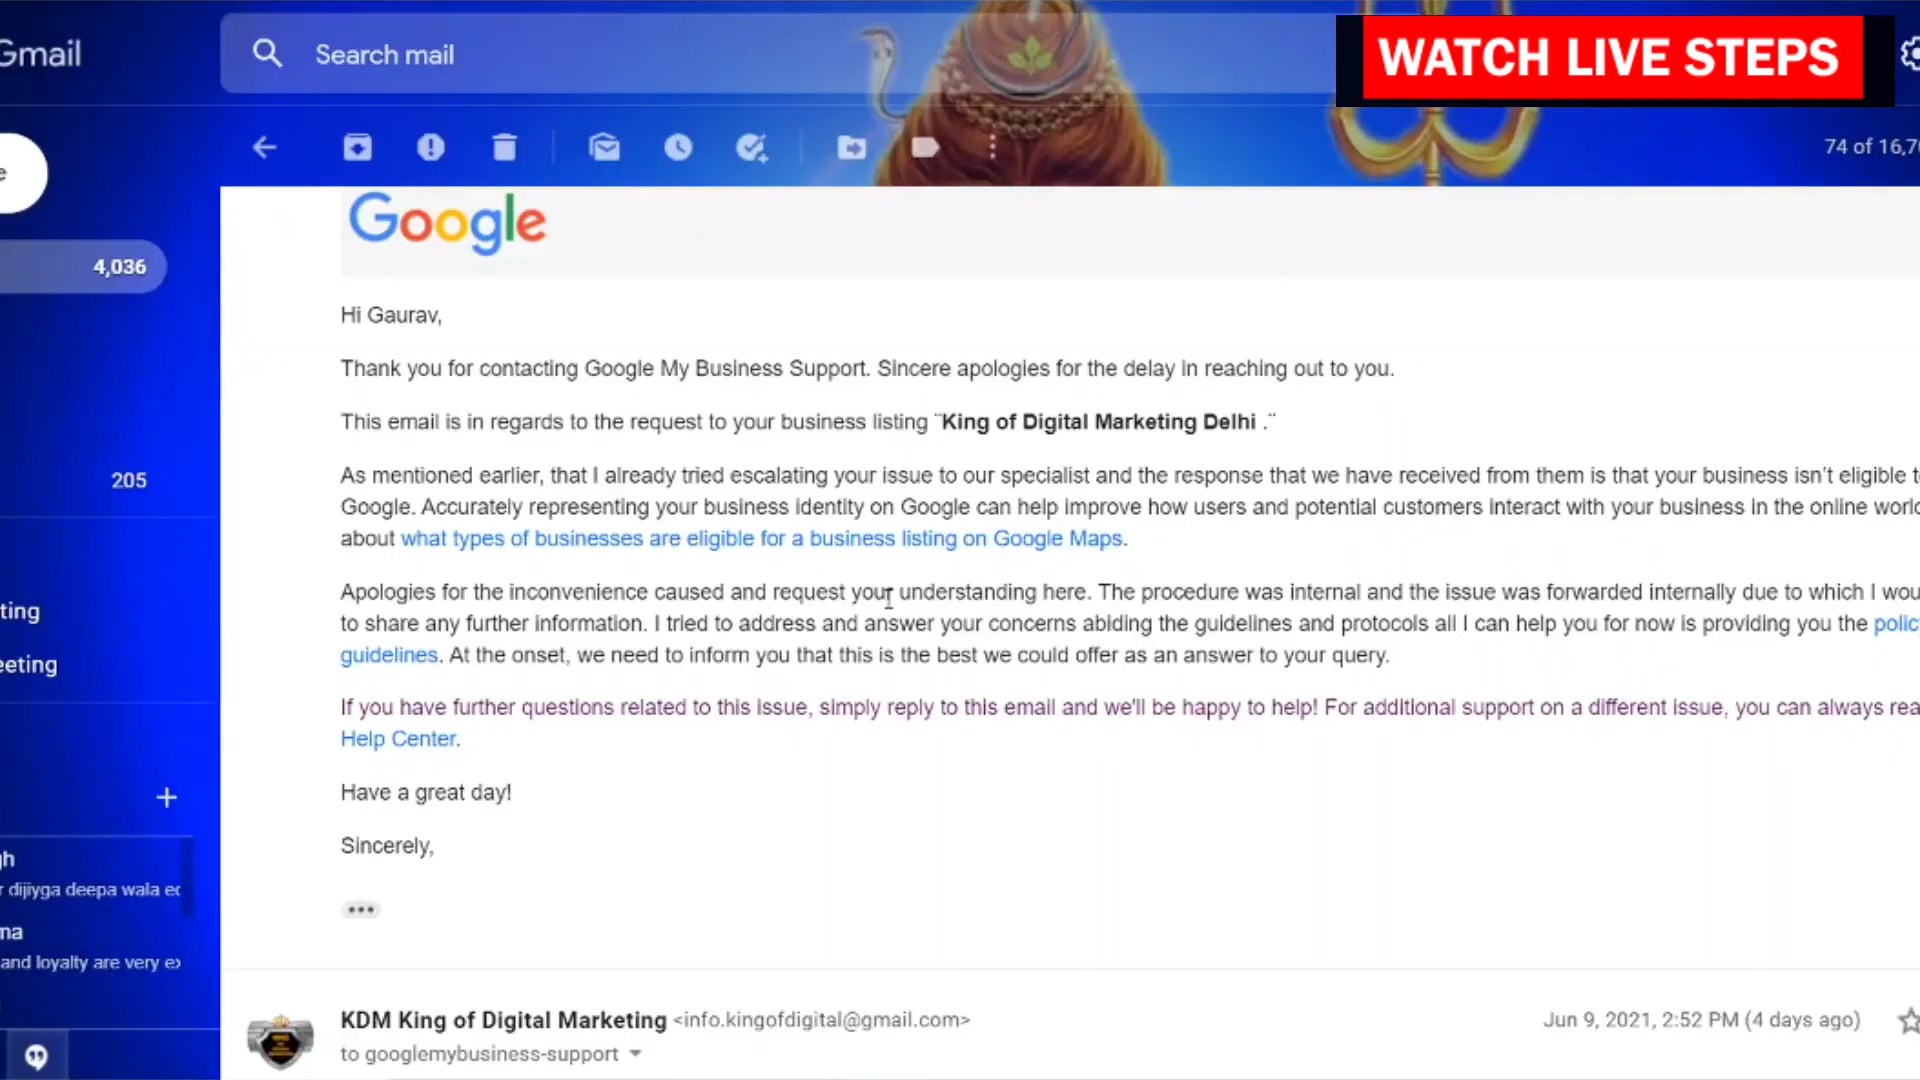 Gmail
Search mail
WATCH LIVE STEPS
74 of 16,7
4,036
205
ting
eeting
gh
r dijiyga deepa wala ec
ma
and loyalty are very ex
Google
Hi Gaurav,
Thank you for contacting Google My Business Support. Sincere apologies for the delay in reaching out to you.
This email is in regards to the request to your business listing ¨King of Digital Marketing Delhi .¨
As mentioned earlier, that I already tried escalating your issue to our specialist and the response that we have received from them is that your business isn't eligible t
Google. Accurately representing your business identity on Google can help improve how users and potential customers interact with your business in the online worl
about what types of businesses are eligible for a business listing on Google Maps.
Apologies for the inconvenience caused and request your understanding here. The procedure was internal and the issue was forwarded internally due to which I wou
to share any further information. I tried to address and answer your concerns abiding the guidelines and protocols all I can help you for now is providing you the polic
guidelines. At the onset, we need to inform you that this is the best we could offer as an answer to your query.
If you have further questions related to this issue, simply reply to this email and we'll be happy to help! For additional support on a different issue, you can always rea
Help Center.
Have a great day!
Sincerely,
KDM King of Digital Marketing <info.kingofdigital@gmail.com>
Jun 9, 2021, 2:52 PM (4 days ago)
to googlemybusiness-support